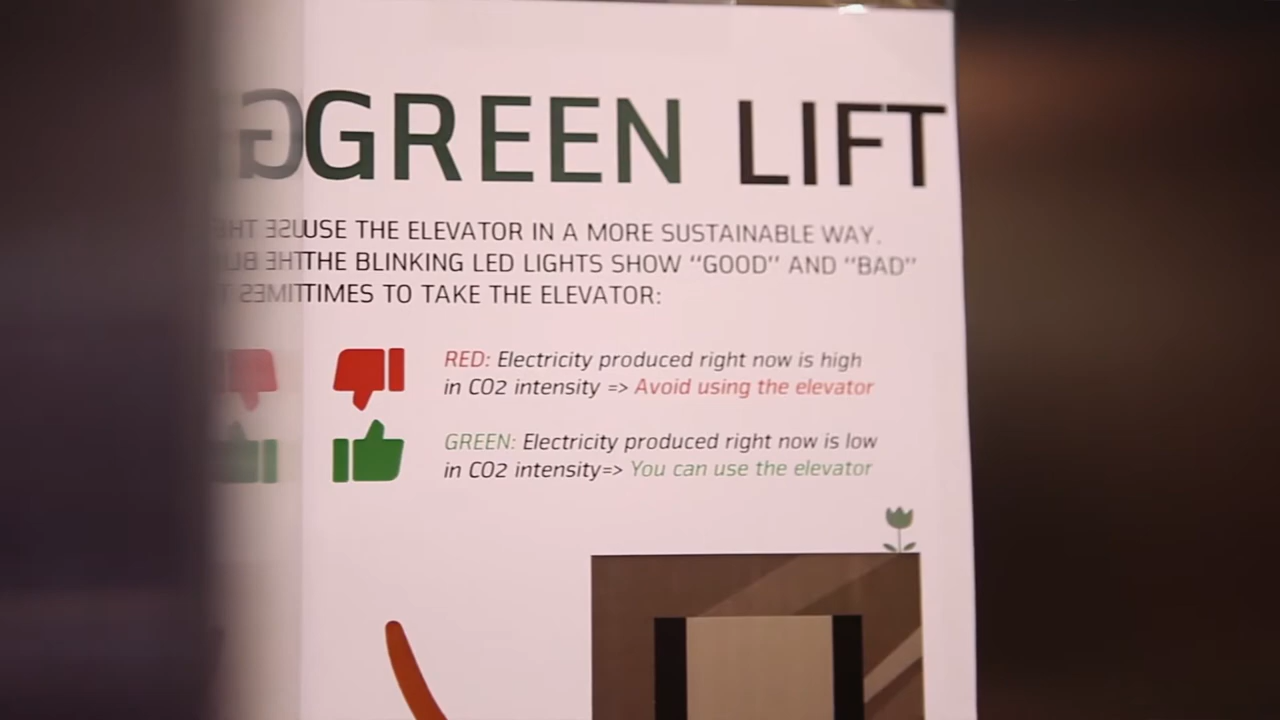 GREEN LIFT
USE THE ELEVATOR IN A MORE SUSTAINABLE WAY.
THE BLINKING LED LIGHTS SHOW “GOOD” AND “BAD”
TIMES TO TAKE THE ELEVATOR:
RED: Electricity produced right now is high
in CO2 intensity => Avoid using the elevator
GREEN: Electricity produced right now is low
in CO2 intensity=> You can use the elevator